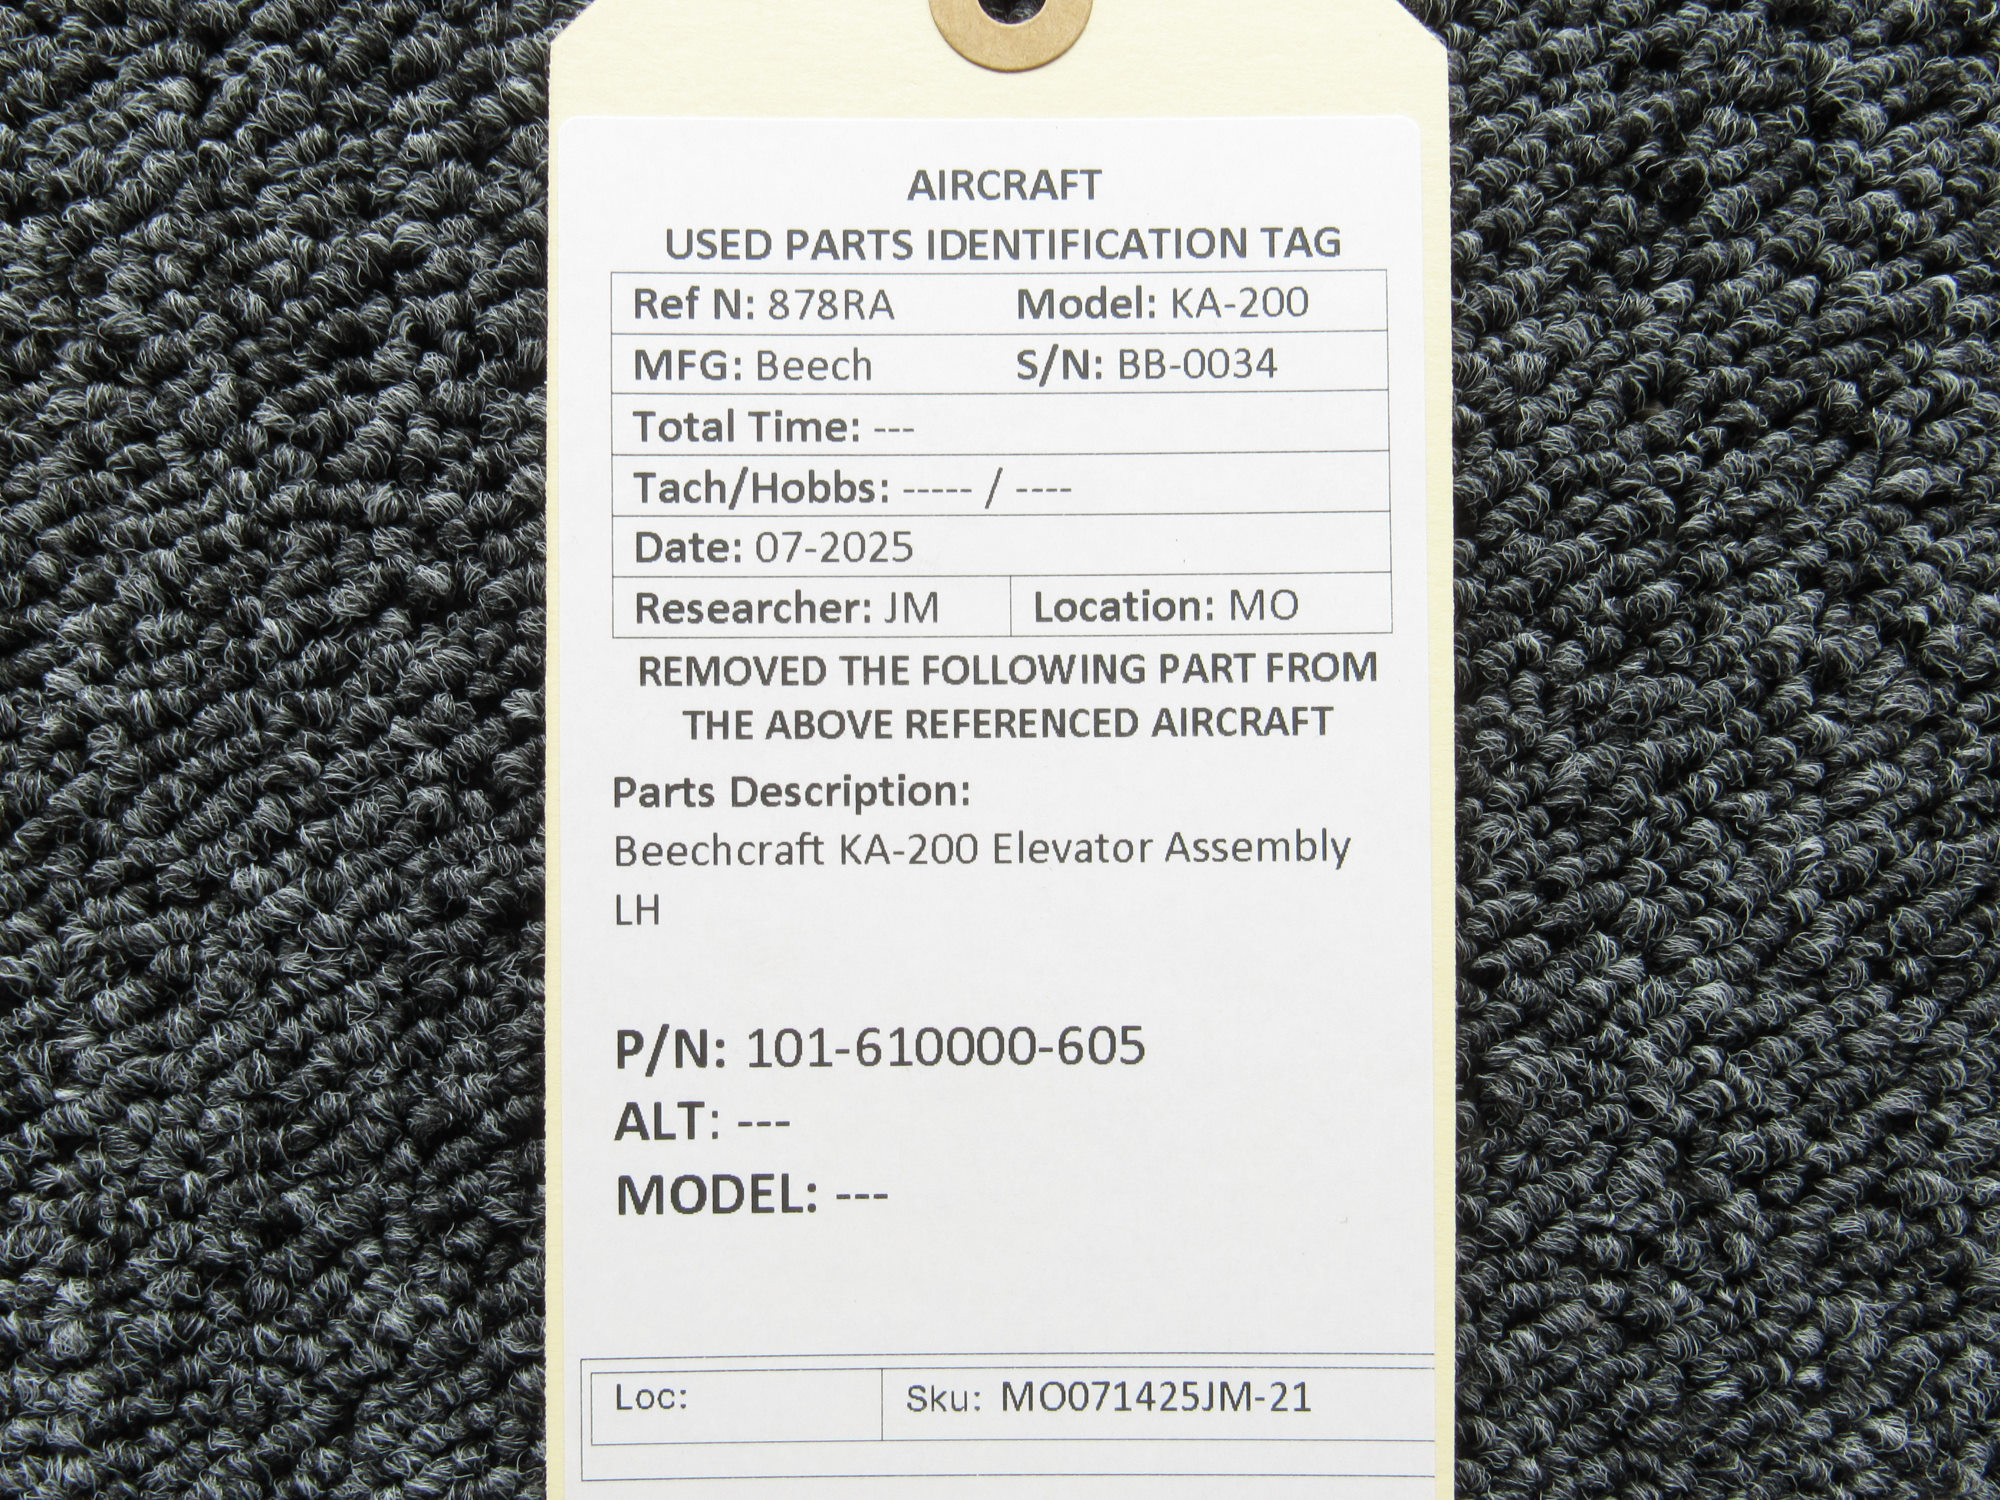 AIRCRAFT
USED PARTS IDENTIFICATION TAG
Ref N: 878RA Model: KA-200
MFG: Beech S/N: BB-0034
Total Time: ---
Tach/Hobbs: ----- / ----
Date: 07-2025
Researcher: JM Location: MO
REMOVED THE FOLLOWING PART FROM
THE ABOVE REFERENCED AIRCRAFT
Parts Description:
Beechcraft KA-200 Elevator Assembly
LH
P/N: 101-610000-605
ALT: ---
MODEL: ---
Loc: Sku: MO071425JM-21